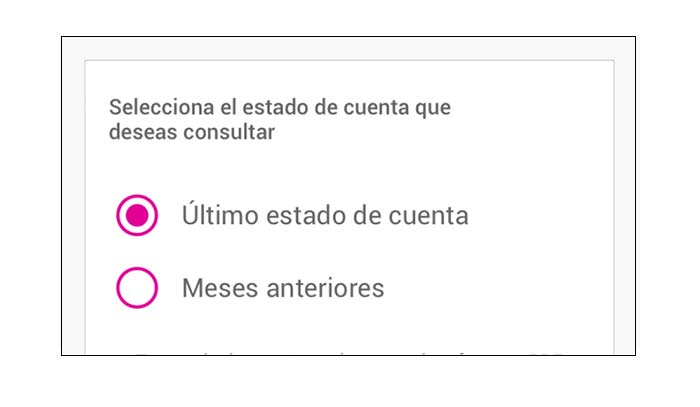 Selecciona el estado de cuenta que
deseas consultar
Último estado de cuenta
Meses anteriores